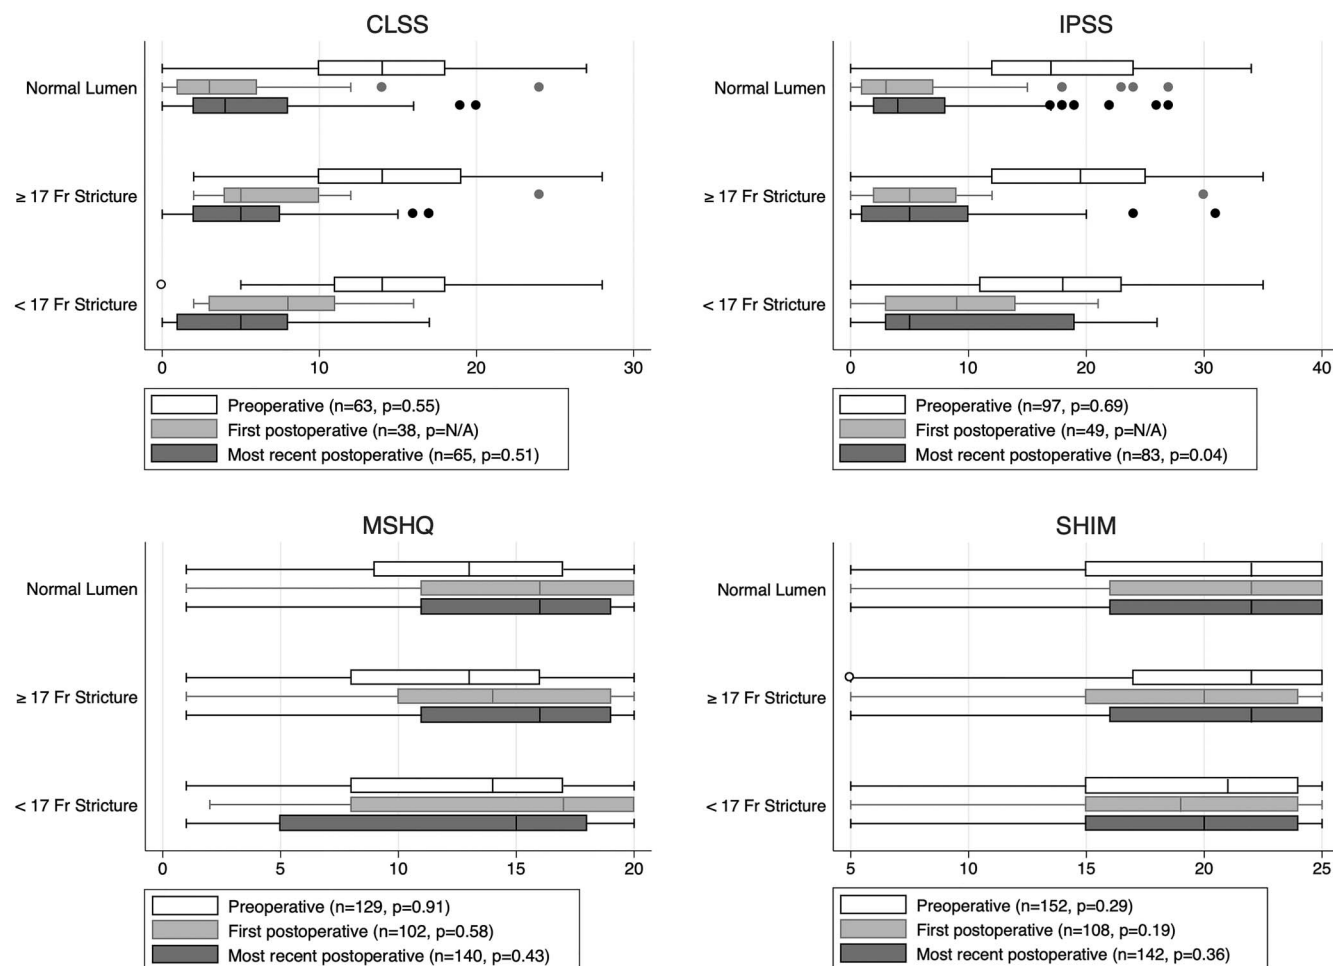 CLSS
Normal Lumen
≥ 17 Fr Stricture
< 17 Fr Stricture
0 10 20 30
Preoperative (n=63, p=0.55)
First postoperative (n=38, p=N/A)
Most recent postoperative (n=65, p=0.51)
IPSS
Normal Lumen
≥ 17 Fr Stricture
< 17 Fr Stricture
0 10 20 30 40
Preoperative (n=97, p=0.69)
First postoperative (n=49, p=N/A)
Most recent postoperative (n=83, p=0.04)
MSHQ
Normal Lumen
≥ 17 Fr Stricture
< 17 Fr Stricture
0 5 10 15 20
Preoperative (n=129, p=0.91)
First postoperative (n=102, p=0.58)
Most recent postoperative (n=140, p=0.43)
SHIM
Normal Lumen
≥ 17 Fr Stricture
< 17 Fr Stricture
5 10 15 20 25
Preoperative (n=152, p=0.29)
First postoperative (n=108, p=0.19)
Most recent postoperative (n=142, p=0.36)